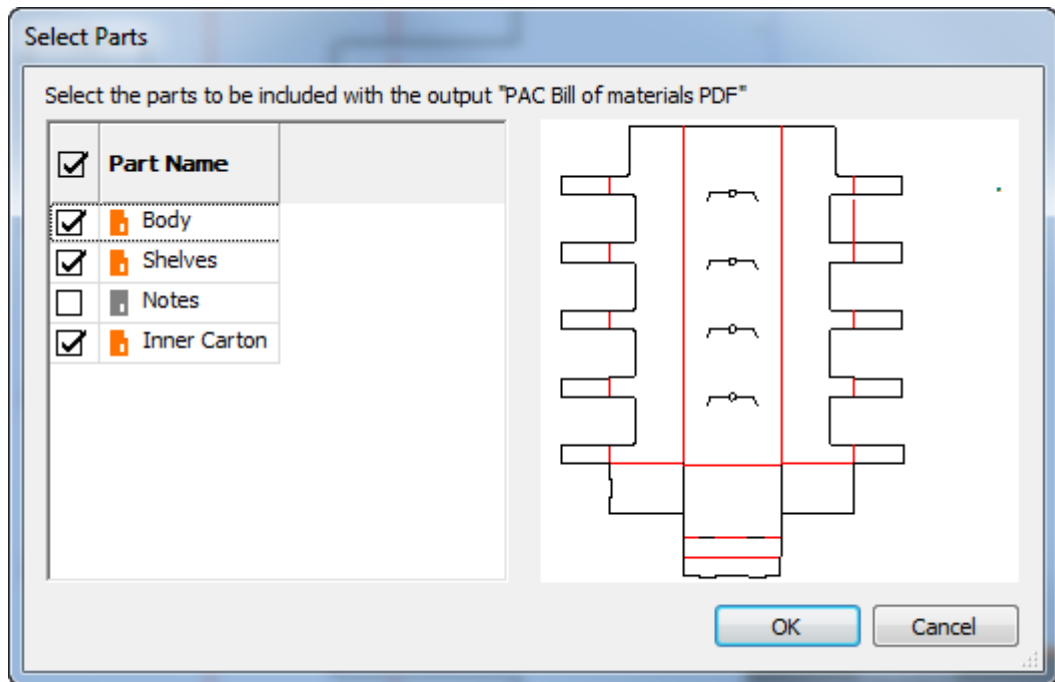 Select Parts
Select the parts to be included with the output "PAC Bill of materials PDF"
Part Name
Body
Shelves
Notes
Inner Carton
OK
Cancel